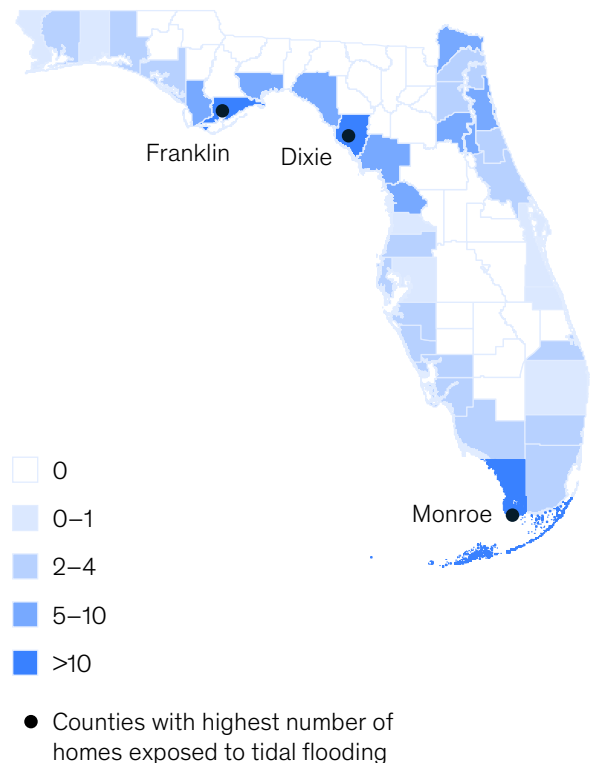 Franklin
Dixie
Monroe
0
0–1
2–4
5–10
>10
Counties with highest number of
homes exposed to tidal flooding